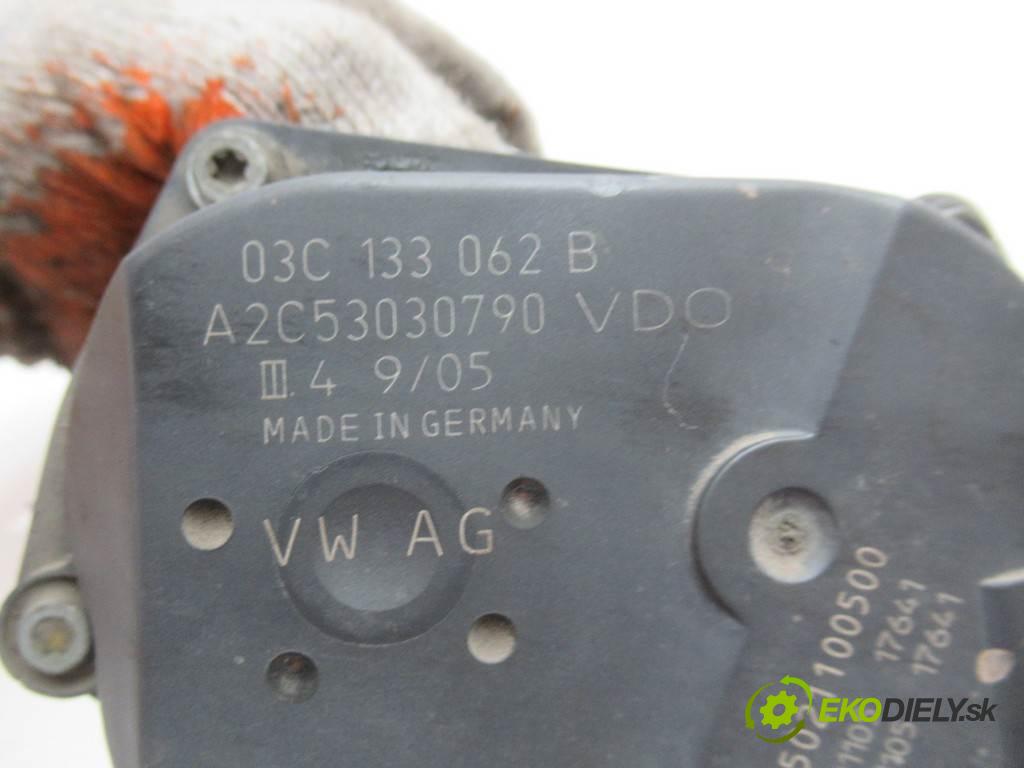 03C 133 062 B
A2C53030790 VDO
III.4 9/05
MADE IN GERMANY
VW AG
100500
17641
17641
EKODIELY.sk